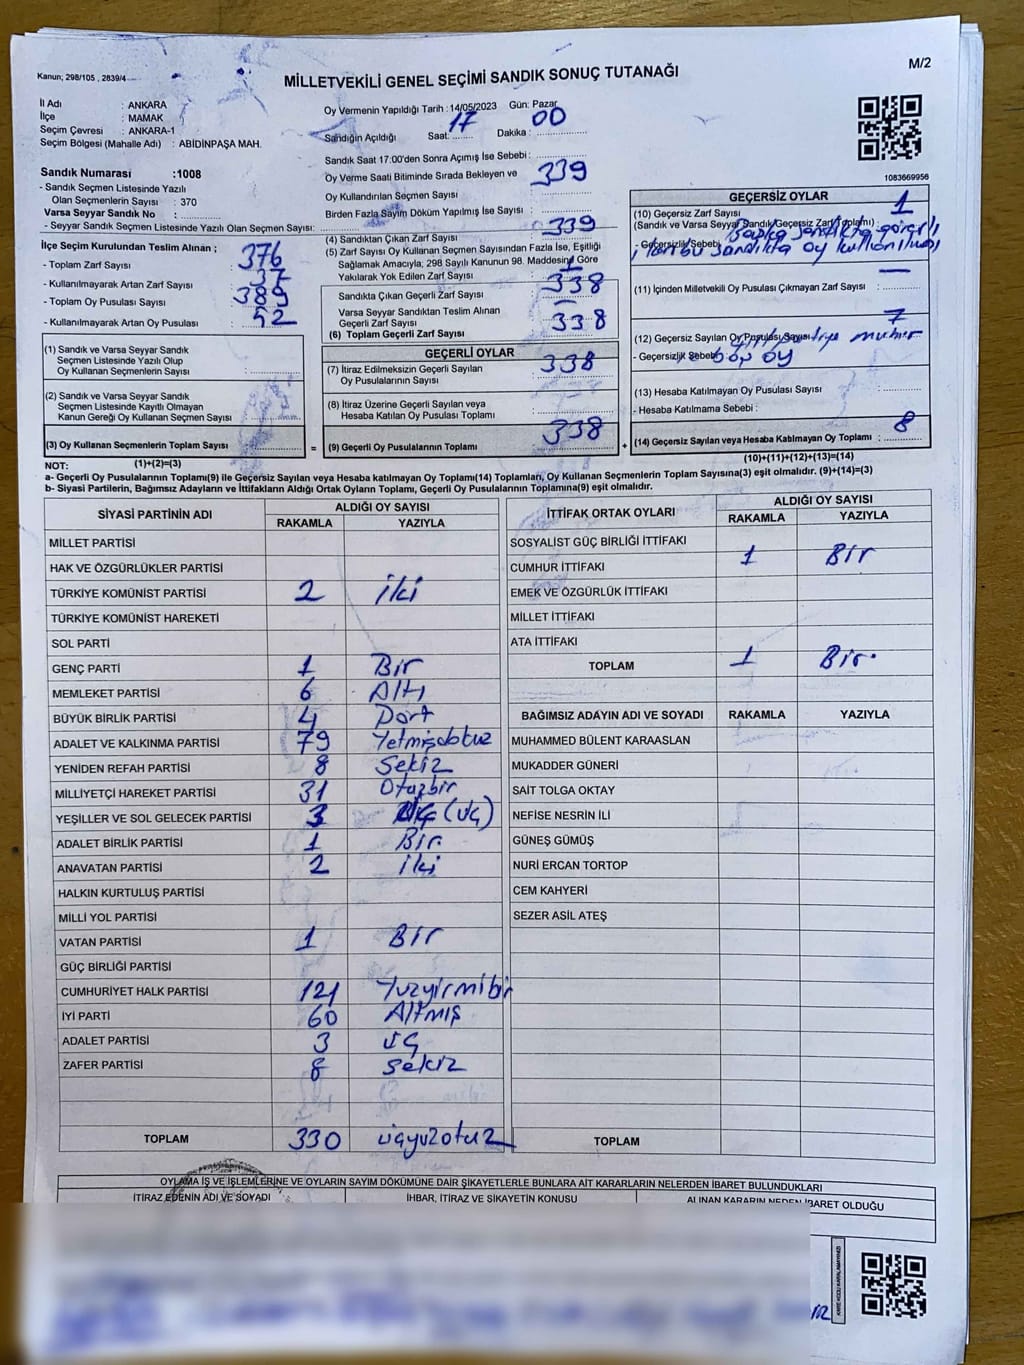 M/2
Kanun; 298/105 , 2839/4
MİLLETVEKİLİ GENEL SEÇİMİ SANDIK SONUÇ TUTANAĞI
İl Adı : ANKARA
İlçe : MAMAK
Seçim Çevresi : ANKARA-1
Seçim Bölgesi (Mahalle Adı) : ABİDİNPAŞA MAH.
Sandık Numarası :1008
- Sandık Seçmen Listesinde Yazılı
Olan Seçmenlerin Sayısı : 370
Varsa Seyyar Sandık No :
- Seyyar Sandık Seçmen Listesinde Yazılı Olan Seçmen Sayısı:
İlçe Seçim Kurulundan Teslim Alınan ;
- Toplam Zarf Sayısı : 376
- Kullanılmayarak Artan Zarf Sayısı : 37
- Toplam Oy Pusulası Sayısı : 389
- Kullanılmayarak Artan Oy Pusulası : 52
Oy Vermenin Yapıldığı Tarih : 14/05/2023 Gün: Pazar
Sandığın Açıldığı Saat: 17 Dakika : 00
Sandık Saat 17:00'den Sonra Açımış İse Sebebi :
Oy Verme Saati Bitiminde Sırada Bekleyen ve
Oy Kullandırılan Seçmen Sayısı : 339
Birden Fazla Sayım Döküm Yapılmış İse Sayısı :
(4) Sandıktan Çıkan Zarf Sayısı : 339
(5) Zarf Sayısı Oy Kullanan Seçmen Sayısından Fazla İse, Eşitliği
Sağlamak Amacıyla; 298 Sayılı Kanunun 98. Maddesine Göre
Yakılarak Yok Edilen Zarf Sayısı : 1
Sandıkta Çıkan Geçerli Zarf Sayısı : 338
Varsa Seyyar Sandıktan Teslim Alınan
Geçerli Zarf Sayısı : —
(6) Toplam Geçerli Zarf Sayısı : 338
1083669956
GEÇERSİZ OYLAR
(10) Geçersiz Zarf Sayısı 1
(Sandık ve Varsa Seyyar Sandık Geçersiz Zarf Toplamı) :
- Geçersizlik Sebebi : başka sandıkta görevli,
bu sandıkta oy kullanılmış
(11) İçinden Milletvekili Oy Pusulası Çıkmayan Zarf Sayısı : —
(12) Geçersiz Sayılan Oy Pusulası Sayısı 7
- Geçersizlik Sebebi : partiye mühür
boş oy
(13) Hesaba Katılmayan Oy Pusulası Sayısı :
- Hesaba Katılmama Sebebi :
(14) Geçersiz Sayılan veya Hesaba Katılmayan Oy Toplamı : 8
(10)+(11)+(12)+(13)=(14)
(1) Sandık ve Varsa Seyyar Sandık
Seçmen Listesinde Yazılı Olup
Oy Kullanan Seçmenlerin Sayısı :
(2) Sandık ve Varsa Seyyar Sandık
Seçmen Listesinde Kayıtlı Olmayan
Kanun Gereği Oy Kullanan Seçmen Sayısı :
(3) Oy Kullanan Seçmenlerin Toplam Sayısı :
(1)+(2)=(3)
=
GEÇERLİ OYLAR
(7) İtiraz Edilmeksizin Geçerli Sayılan
Oy Pusulalarının Sayısı : 338
(8) İtiraz Üzerine Geçerli Sayılan veya
Hesaba Katılan Oy Pusulası Toplamı :
(9) Geçerli Oy Pusulalarının Toplamı : 338
+
NOT:
a- Geçerli Oy Pusulalarının Toplamı(9) ile Geçersiz Sayılan veya Hesaba katılmayan Oy Toplamı(14) Toplamları, Oy Kullanan Seçmenlerin Toplam Sayısına(3) eşit olmalıdır. (9)+(14)=(3)
b- Siyasi Partilerin, Bağımsız Adayların ve İttifakların Aldığı Ortak Oyların Toplamı, Geçerli Oy Pusulalarının Toplamına(9) eşit olmalıdır.
SİYASİ PARTİNİN ADI ALDIĞI OY SAYISI
RAKAMLA YAZIYLA
MİLLET PARTİSİ
HAK VE ÖZGÜRLÜKLER PARTİSİ
TÜRKİYE KOMÜNİST PARTİSİ 2 iki
TÜRKİYE KOMÜNİST HAREKETİ
SOL PARTİ
GENÇ PARTİ 1 Bir
MEMLEKET PARTİSİ 6 Altı
BÜYÜK BİRLİK PARTİSİ 4 Dört
ADALET VE KALKINMA PARTİSİ 79 Yetmişdokuz
YENİDEN REFAH PARTİSİ 8 Sekiz
MİLLİYETÇİ HAREKET PARTİSİ 31 Otuzbir
YEŞİLLER VE SOL GELECEK PARTİSİ 3 üç (üç)
ADALET BİRLİK PARTİSİ 1 Bir
ANAVATAN PARTİSİ 2 iki
HALKIN KURTULUŞ PARTİSİ
MİLLİ YOL PARTİSİ
VATAN PARTİSİ 1 Bir
GÜÇ BİRLİĞİ PARTİSİ
CUMHURİYET HALK PARTİSİ 121 Yüzyirmibir
İYİ PARTİ 60 Altmış
ADALET PARTİSİ 3 üç
ZAFER PARTİSİ 8 sekiz
TOPLAM 330 üçyüzotuz
İTTİFAK ORTAK OYLARI ALDIĞI OY SAYISI
RAKAMLA YAZIYLA
SOSYALİST GÜÇ BİRLİĞİ İTTİFAKI
CUMHUR İTTİFAKI 1 Bir
EMEK VE ÖZGÜRLÜK İTTİFAKI
MİLLET İTTİFAKI
ATA İTTİFAKI
TOPLAM 1 Bir
BAĞIMSIZ ADAYIN ADI VE SOYADI RAKAMLA YAZIYLA
MUHAMMED BÜLENT KARAASLAN
MUKADDER GÜNERİ
SAİT TOLGA OKTAY
NEFİSE NESRİN İLİ
GÜNEŞ GÜMÜŞ
NURİ ERCAN TORTOP
CEM KAHYERİ
SEZER ASİL ATEŞ
TOPLAM
OYLAMA İŞ VE İŞLEMLERİNE VE OYLARIN SAYIM DÖKÜMÜNE DAİR ŞİKAYETLERLE BUNLARA AİT KARARLARIN NELERDEN İBARET BULUNDUKLARI
İTİRAZ EDENİN ADI VE SOYADI İHBAR, İTİRAZ VE ŞİKAYETİN KONUSU ALINAN KARARIN NEDEN İBARET OLDUĞU